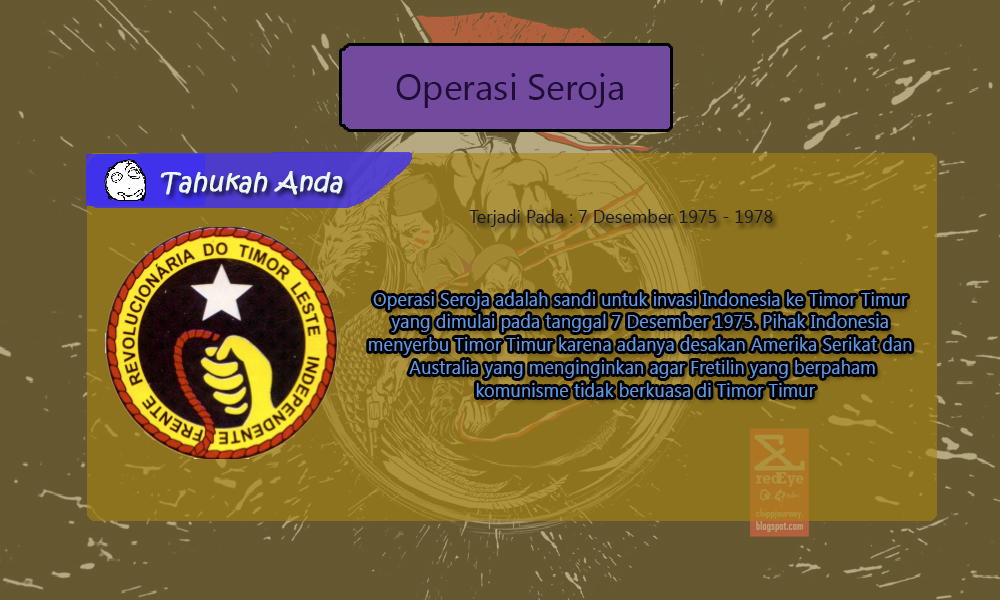 Operasi Seroja
Tahukah Anda
Terjadi Pada : 7 Desember 1975 - 1978
FRENTE REVOLUCIONÁRIA DO TIMOR LESTE INDEPENDENTE
Operasi Seroja adalah sandi untuk invasi Indonesia ke Timor Timur
yang dimulai pada tanggal 7 Desember 1975. Pihak Indonesia
menyerbu Timor Timur karena adanya desakan Amerika Serikat dan
Australia yang menginginkan agar Fretilin yang berpaham
komunisme tidak berkuasa di Timor Timur
redEye
chippjourney.
blogspot.com